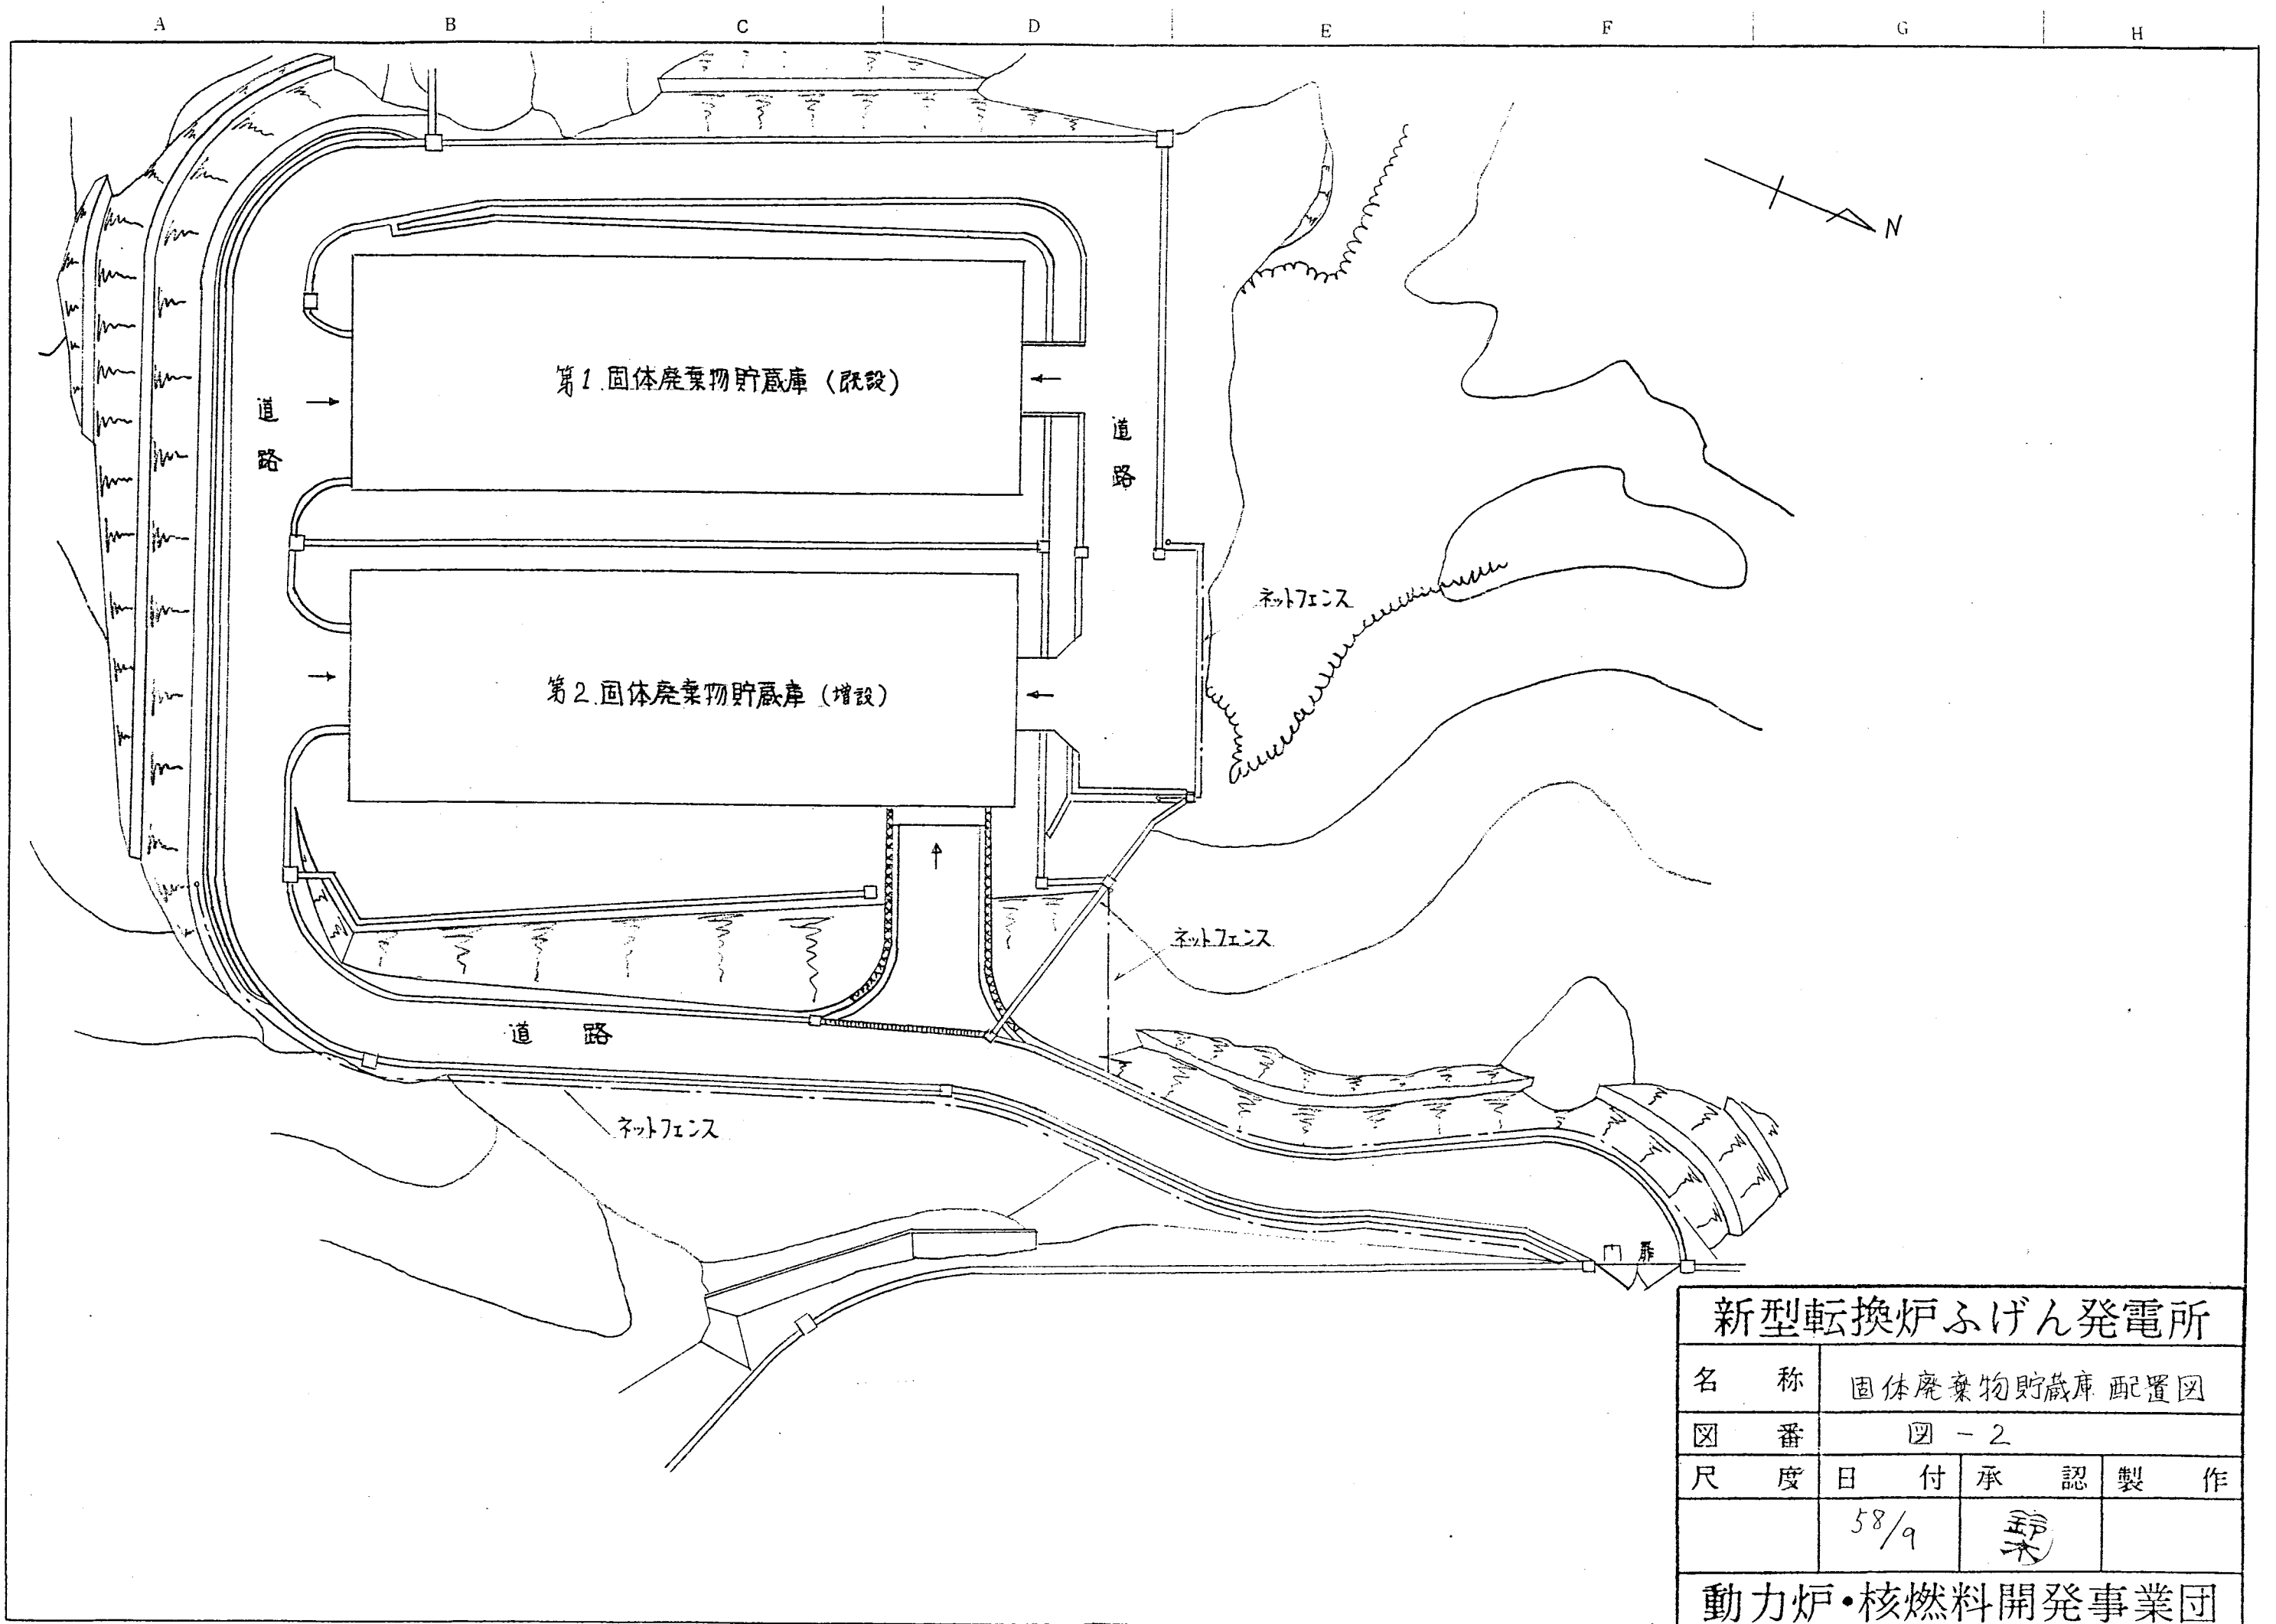 A B C D E F G H
N
第1.固体廃棄物貯蔵庫(既設)
道路
道路
ネットフェンス
第2.固体廃棄物貯蔵庫(増設)
ネットフェンス
道路
ネットフェンス
門扉
新型転換炉ふげん発電所
名称 固体廃棄物貯蔵庫配置図
図番 図-2
尺度 日付 承認 製作
58/9
動力炉・核燃料開発事業団